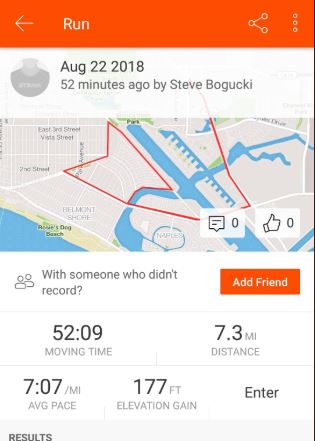 Run
Aug 22 2018
52 minutes ago by Steve Bogucki
STRAVA
Park
East 3rd Street
Vista Street
2nd Street
BELMONT
SHORE
Rosie's Dog
Beach
NAPLES
0
0
With someone who didn't
record?
Add Friend
52:09
MOVING TIME
7.3 MI
DISTANCE
7:07 /MI
AVG PACE
177 FT
ELEVATION GAIN
Enter
RESULTS